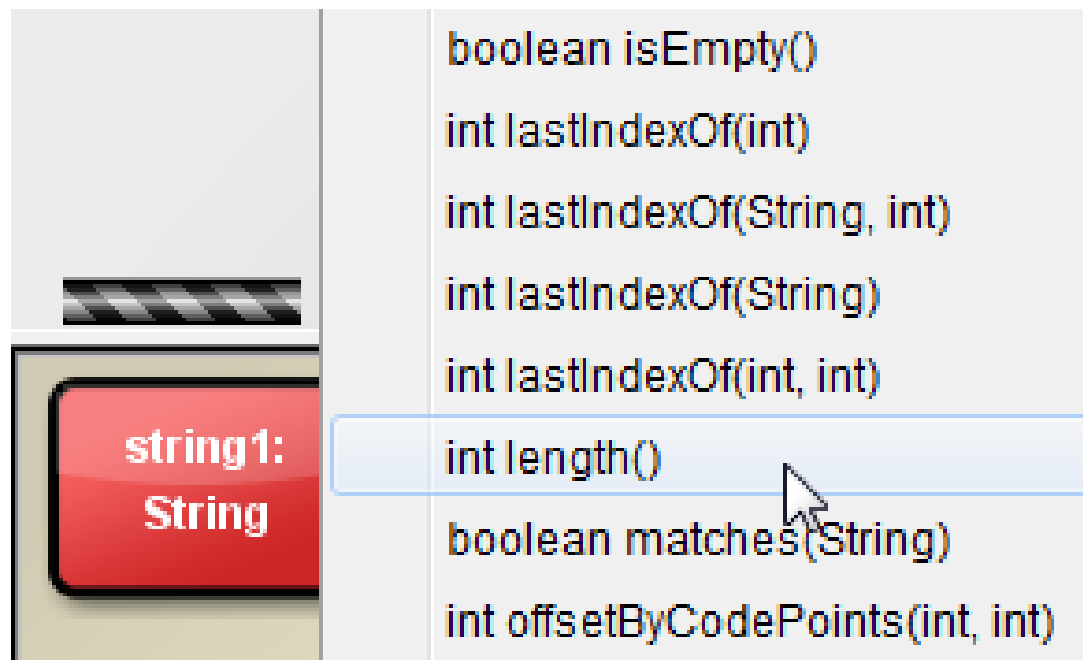 boolean isEmpty()
int lastIndexOf(int)
int lastIndexOf(String, int)
int lastIndexOf(String)
int lastIndexOf(int, int)
int length()
boolean matches(String)
int offsetByCodePoints(int, int)
string1:
String